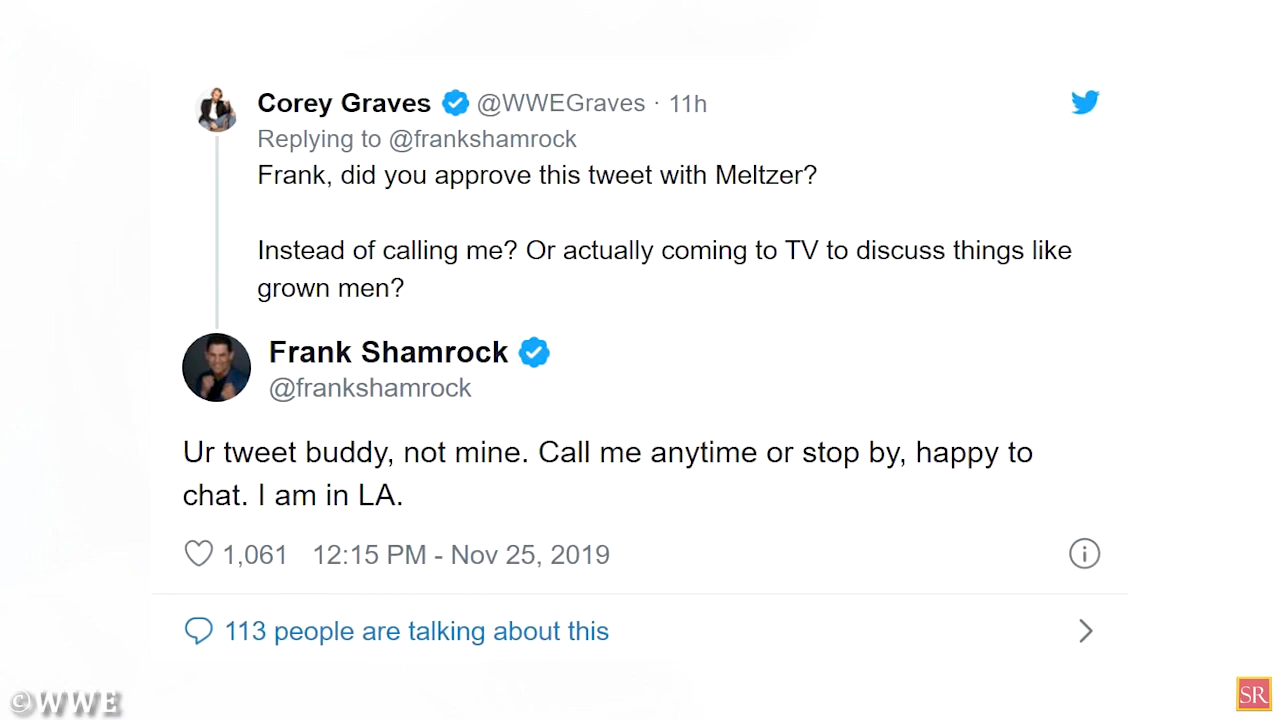 Corey Graves @WWEGraves · 11h
Replying to @frankshamrock
Frank, did you approve this tweet with Meltzer?
Instead of calling me? Or actually coming to TV to discuss things like
grown men?
Frank Shamrock
@frankshamrock
Ur tweet buddy, not mine. Call me anytime or stop by, happy to
chat. I am in LA.
1,061 12:15 PM - Nov 25, 2019
113 people are talking about this
©WWE
SR